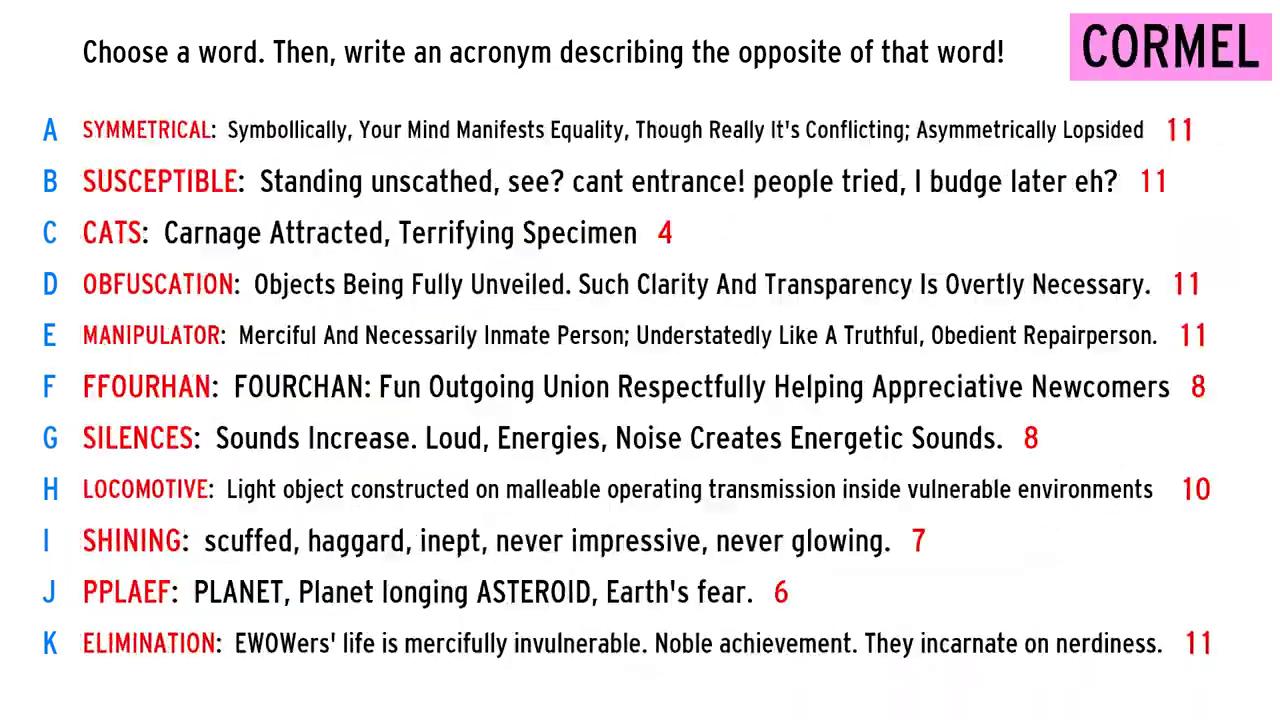 Choose a word. Then, write an acronym describing the opposite of that word!
CORMEL
A SYMMETRICAL: Symbollically, Your Mind Manifests Equality, Though Really It's Conflicting; Asymmetrically Lopsided 11
B SUSCEPTIBLE: Standing unscathed, see? cant entrance! people tried, I budge later eh? 11
C CATS: Carnage Attracted, Terrifying Specimen 4
D OBFUSCATION: Objects Being Fully Unveiled. Such Clarity And Transparency Is Overtly Necessary. 11
E MANIPULATOR: Merciful And Necessarily Inmate Person; Understatedly Like A Truthful, Obedient Repairperson. 11
F FFOURHAN: FOURCHAN: Fun Outgoing Union Respectfully Helping Appreciative Newcomers 8
G SILENCES: Sounds Increase. Loud, Energies, Noise Creates Energetic Sounds. 8
H LOCOMOTIVE: Light object constructed on malleable operating transmission inside vulnerable environments 10
I SHINING: scuffed, haggard, inept, never impressive, never glowing. 7
J PPLAEF: PLANET, Planet longing ASTEROID, Earth's fear. 6
K ELIMINATION: EWOWers' life is mercifully invulnerable. Noble achievement. They incarnate on nerdiness. 11